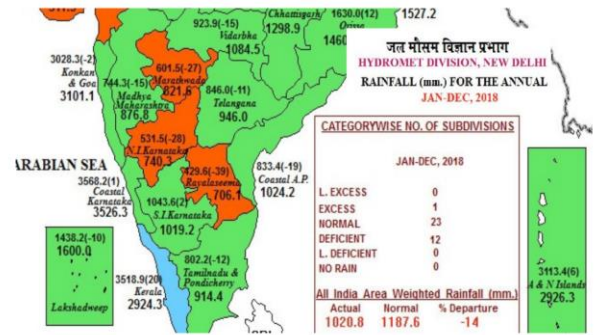 1630.0(12)
1527.2
923.9(-15)
Vidarbha
1084.5
Chhattisgarh
1298.9
Orissa
1460
3028.3(-2)
Konkan
& Goa
3101.1
601.5(-27)
Marathwada
821.6
744.3(-15)
Madhya
Maharashtra
876.8
846.0(-11)
Telangana
946.0
531.5(-28)
N.I.Karnataka
740.3
ARABIAN SEA
429.6(-39)
Rayalaseema
706.1
833.4(-19)
Coastal A.P.
1024.2
3568.2(1)
Coastal
Karnataka
3526.3
1043.6(2)
S.I.Karnataka
1019.2
1438.2(-10)
1600.0
Lakshadweep
3518.9(20)
Kerala
2924.3
802.2(-12)
Tamilnadu &
Pondicherry
914.4
जल मौसम विज्ञान प्रभाग
HYDROMET DIVISION, NEW DELHI
RAINFALL (mm.) FOR THE ANNUAL
JAN-DEC, 2018
CATEGORYWISE NO. OF SUBDIVISIONS
JAN-DEC, 2018
L. EXCESS 0
EXCESS 1
NORMAL 23
DEFICIENT 12
L. DEFICIENT 0
NO RAIN 0
All India Area Weighted Rainfall (mm.)
Actual Normal % Departure
1020.8 1187.6 -14
3113.4(6)
A & N Islands
2926.3